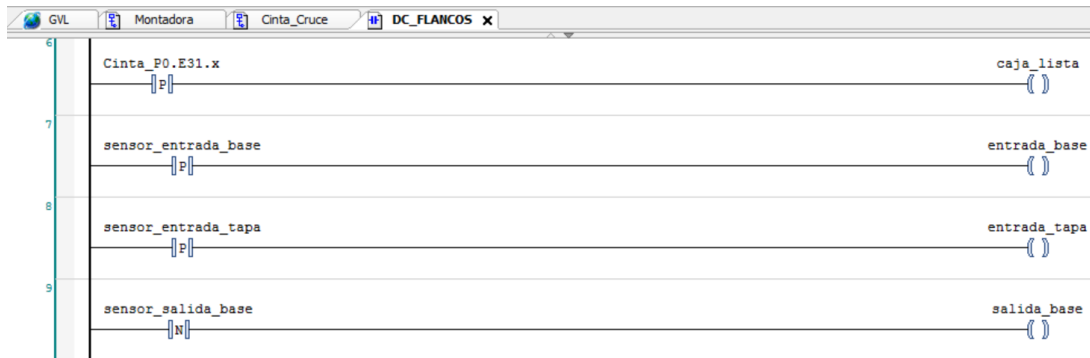 GVL Montadora Cinta_Cruce DC_FLANCOS X
6
Cinta_P0.E31.x caja_lista
P
7
sensor_entrada_base entrada_base
P
8
sensor_entrada_tapa entrada_tapa
P
9
sensor_salida_base salida_base
N